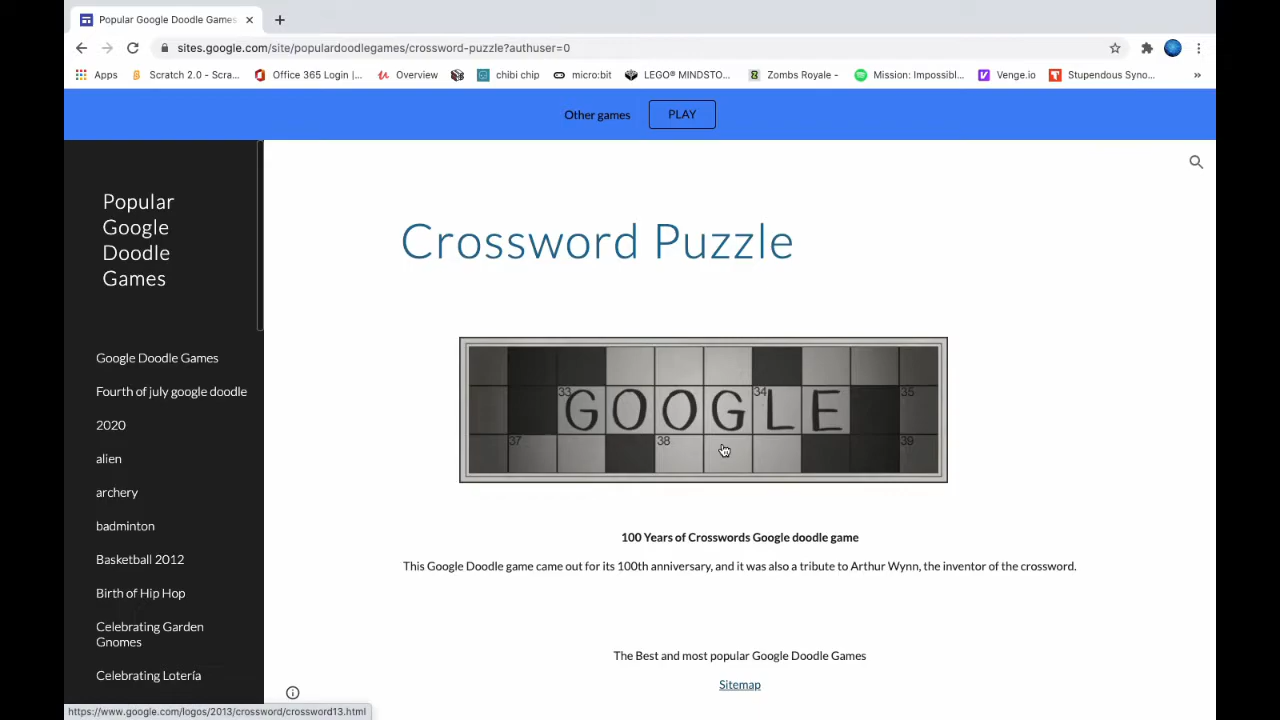 Popular Google Doodle Games
sites.google.com/site/populardoodlegames/crossword-puzzle?authuser=0
Apps
Scratch 2.0 - Scra...
Office 365 Login |...
Overview
chibi chip
micro:bit
LEGO® MINDSTO...
Zombs Royale -
Mission: Impossibl...
Venge.io
Stupendous Syno...
»
Other games
PLAY
Popular
Google
Doodle
Games
Google Doodle Games
Fourth of july google doodle
2020
alien
archery
badminton
Basketball 2012
Birth of Hip Hop
Celebrating Garden
Gnomes
Celebrating Lotería
Crossword Puzzle
33 34 35
GOOGLE
37 38 39
100 Years of Crosswords Google doodle game
This Google Doodle game came out for its 100th anniversary, and it was also a tribute to Arthur Wynn, the inventor of the crossword.
The Best and most popular Google Doodle Games
Sitemap
https://www.google.com/logos/2013/crossword/crossword13.html